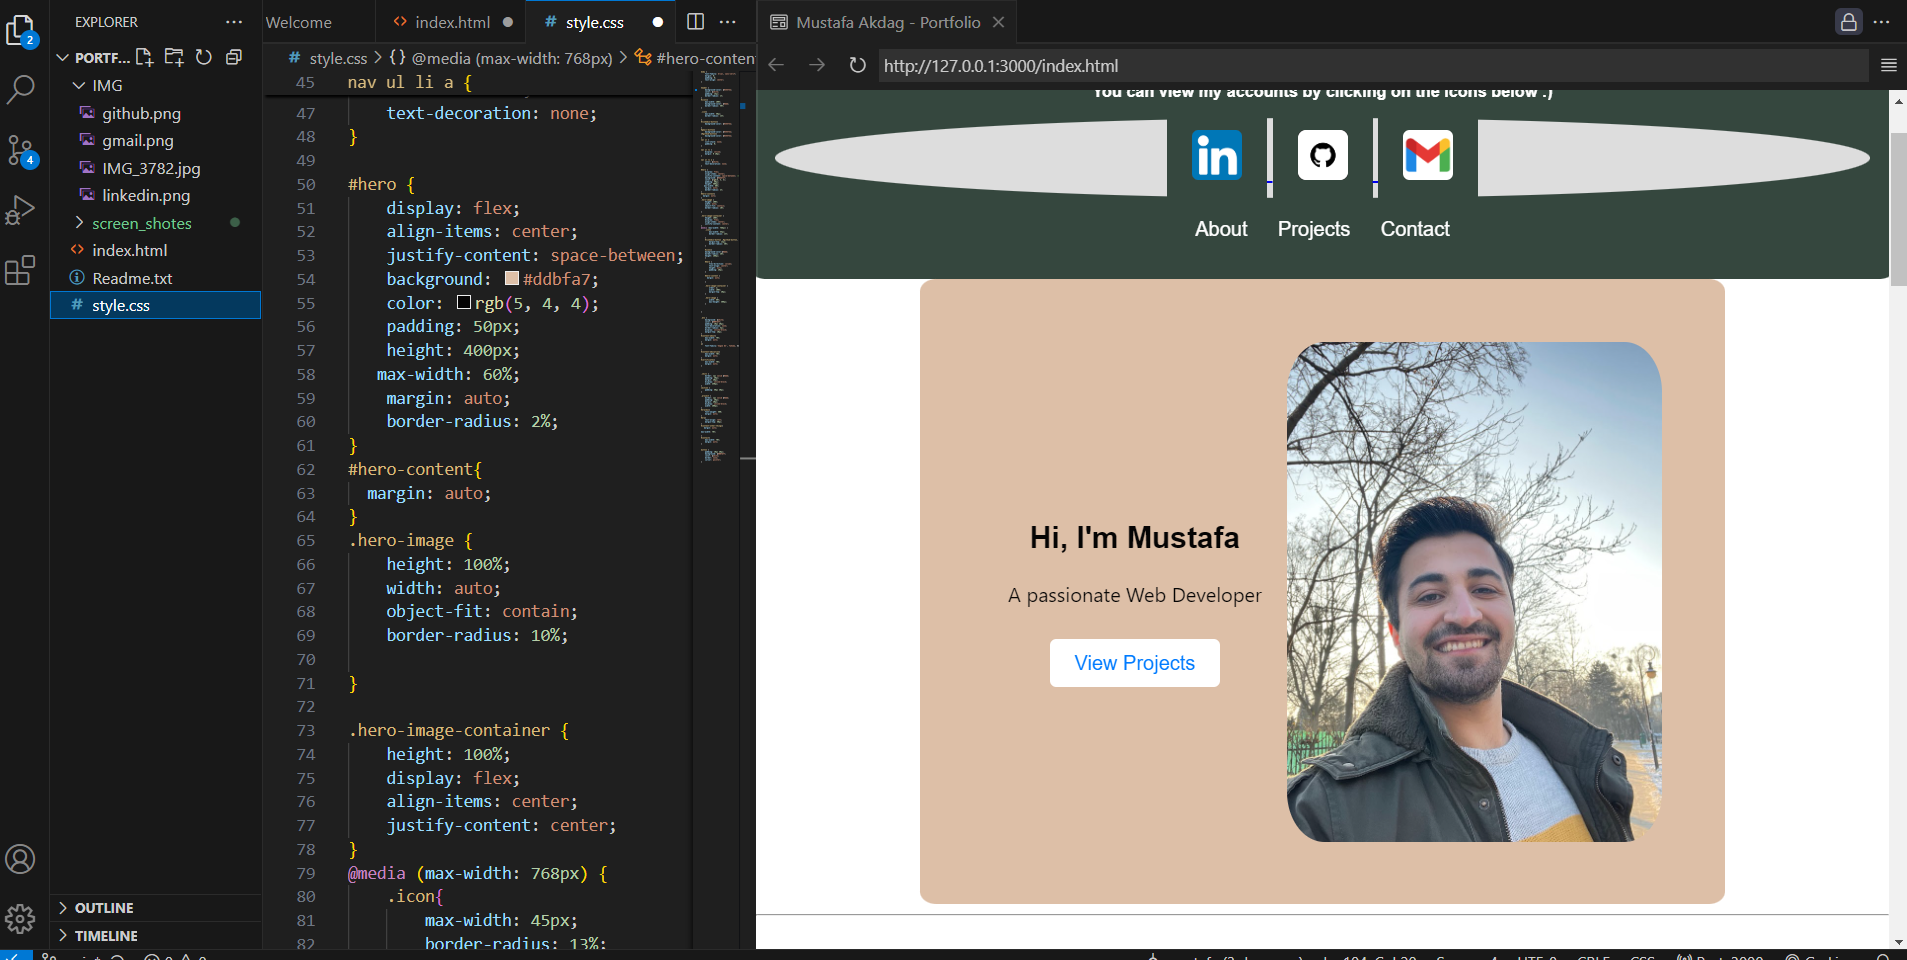 EXPLORER
PORTF...
IMG
github.png
gmail.png
IMG_3782.jpg
linkedin.png
screen_shotes
index.html
Readme.txt
style.css
OUTLINE
TIMELINE
2
4
Welcome
index.html
style.css
style.css > {} @media (max-width: 768px) > #hero-conten
45 nav ul li a {
47 text-decoration: none;
48 }
49
50 #hero {
51 display: flex;
52 align-items: center;
53 justify-content: space-between;
54 background: #ddbfa7;
55 color: rgb(5, 4, 4);
56 padding: 50px;
57 height: 400px;
58 max-width: 60%;
59 margin: auto;
60 border-radius: 2%;
61 }
62 #hero-content{
63 margin: auto;
64 }
65 .hero-image {
66 height: 100%;
67 width: auto;
68 object-fit: contain;
69 border-radius: 10%;
70
71 }
72
73 .hero-image-container {
74 height: 100%;
75 display: flex;
76 align-items: center;
77 justify-content: center;
78 }
79 @media (max-width: 768px) {
80 .icon{
81 max-width: 45px;
82 border-radius: 13%;
Mustafa Akdag - Portfolio
http://127.0.0.1:3000/index.html
You can view my accounts by clicking on the icons below :)
in
About Projects Contact
Hi, I'm Mustafa
A passionate Web Developer
View Projects